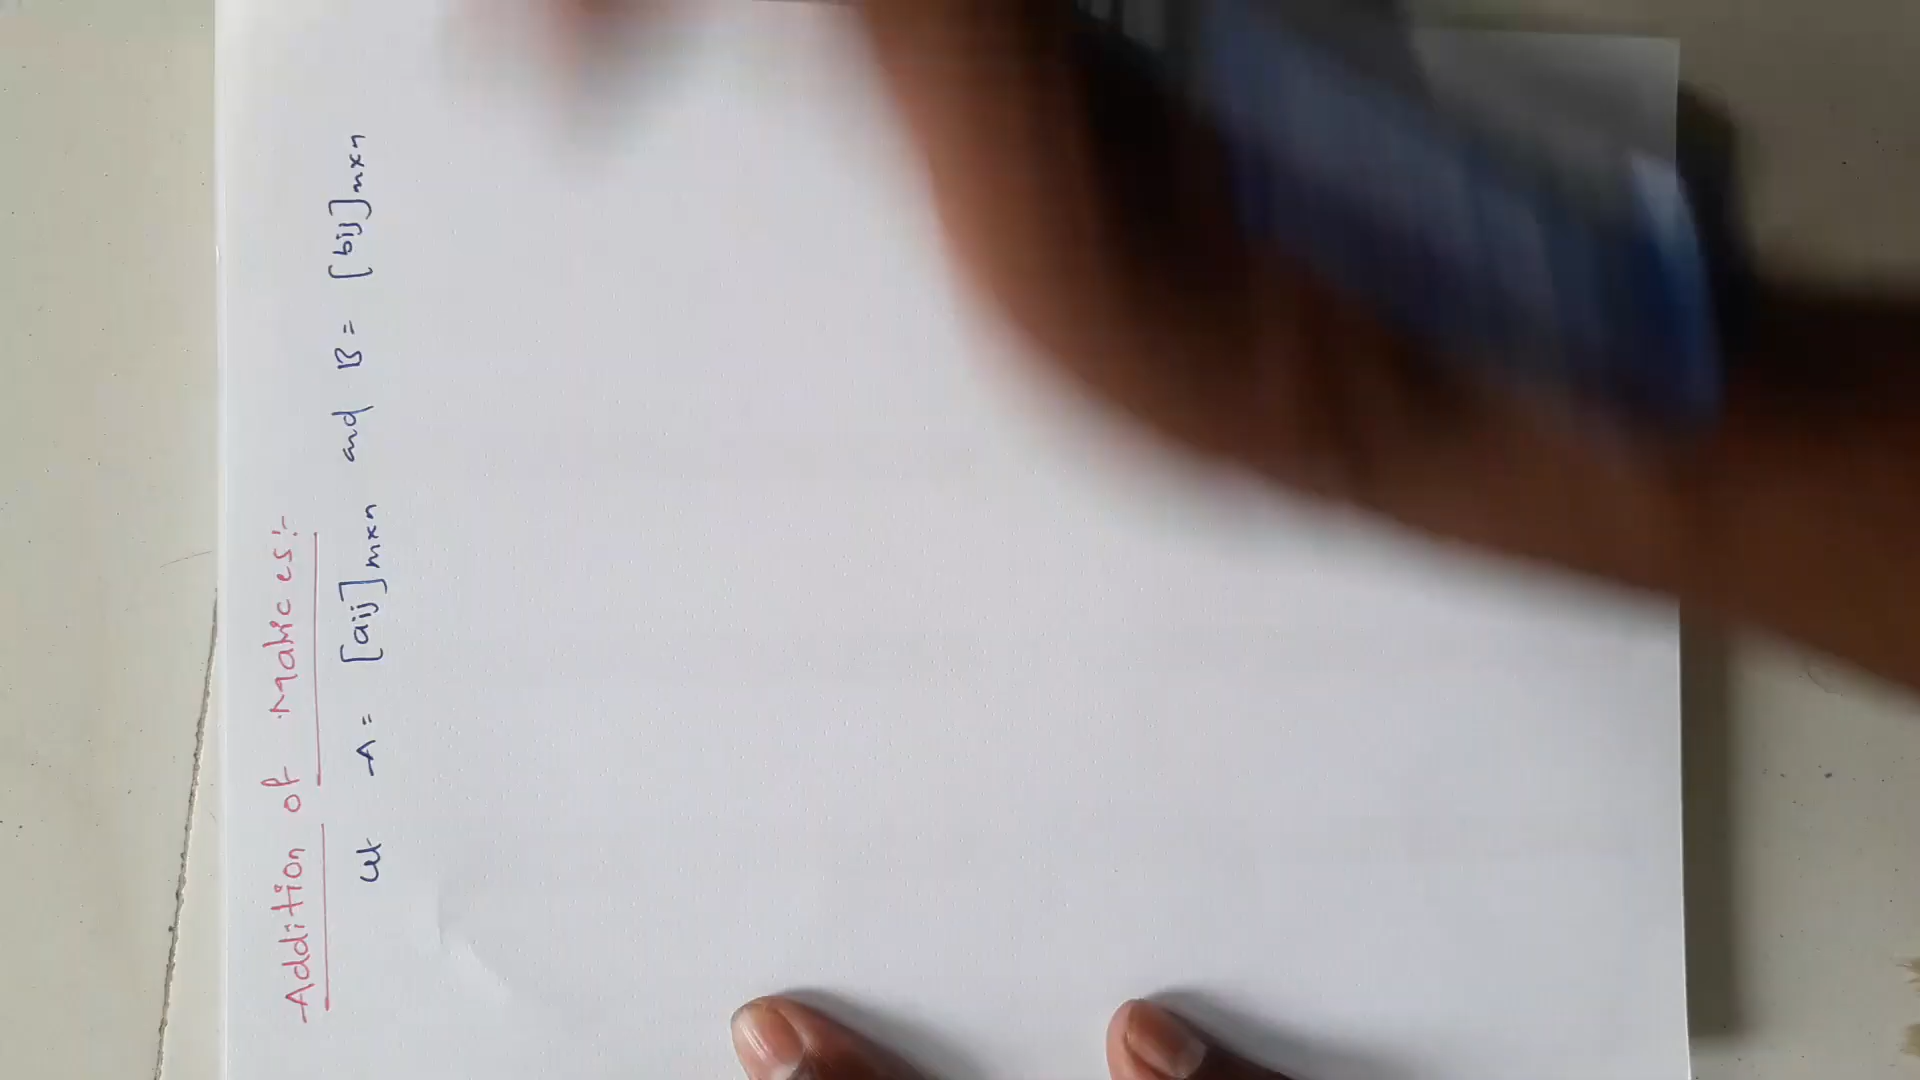 Addition of Matrices:-
Let A = [aij]mxn and B = [bij]mxn